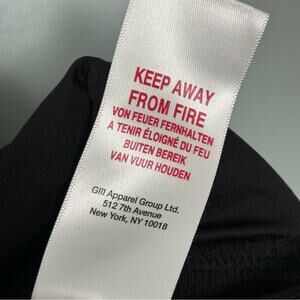 KEEP AWAY
FROM FIRE
VON FEUER FERNHALTEN
A TENIR ÉLOIGNÉ DU FEU
BUITEN BEREIK
VAN VUUR HOUDEN
GIII Apparel Group Ltd.
512 7th Avenue
New York, NY 10018